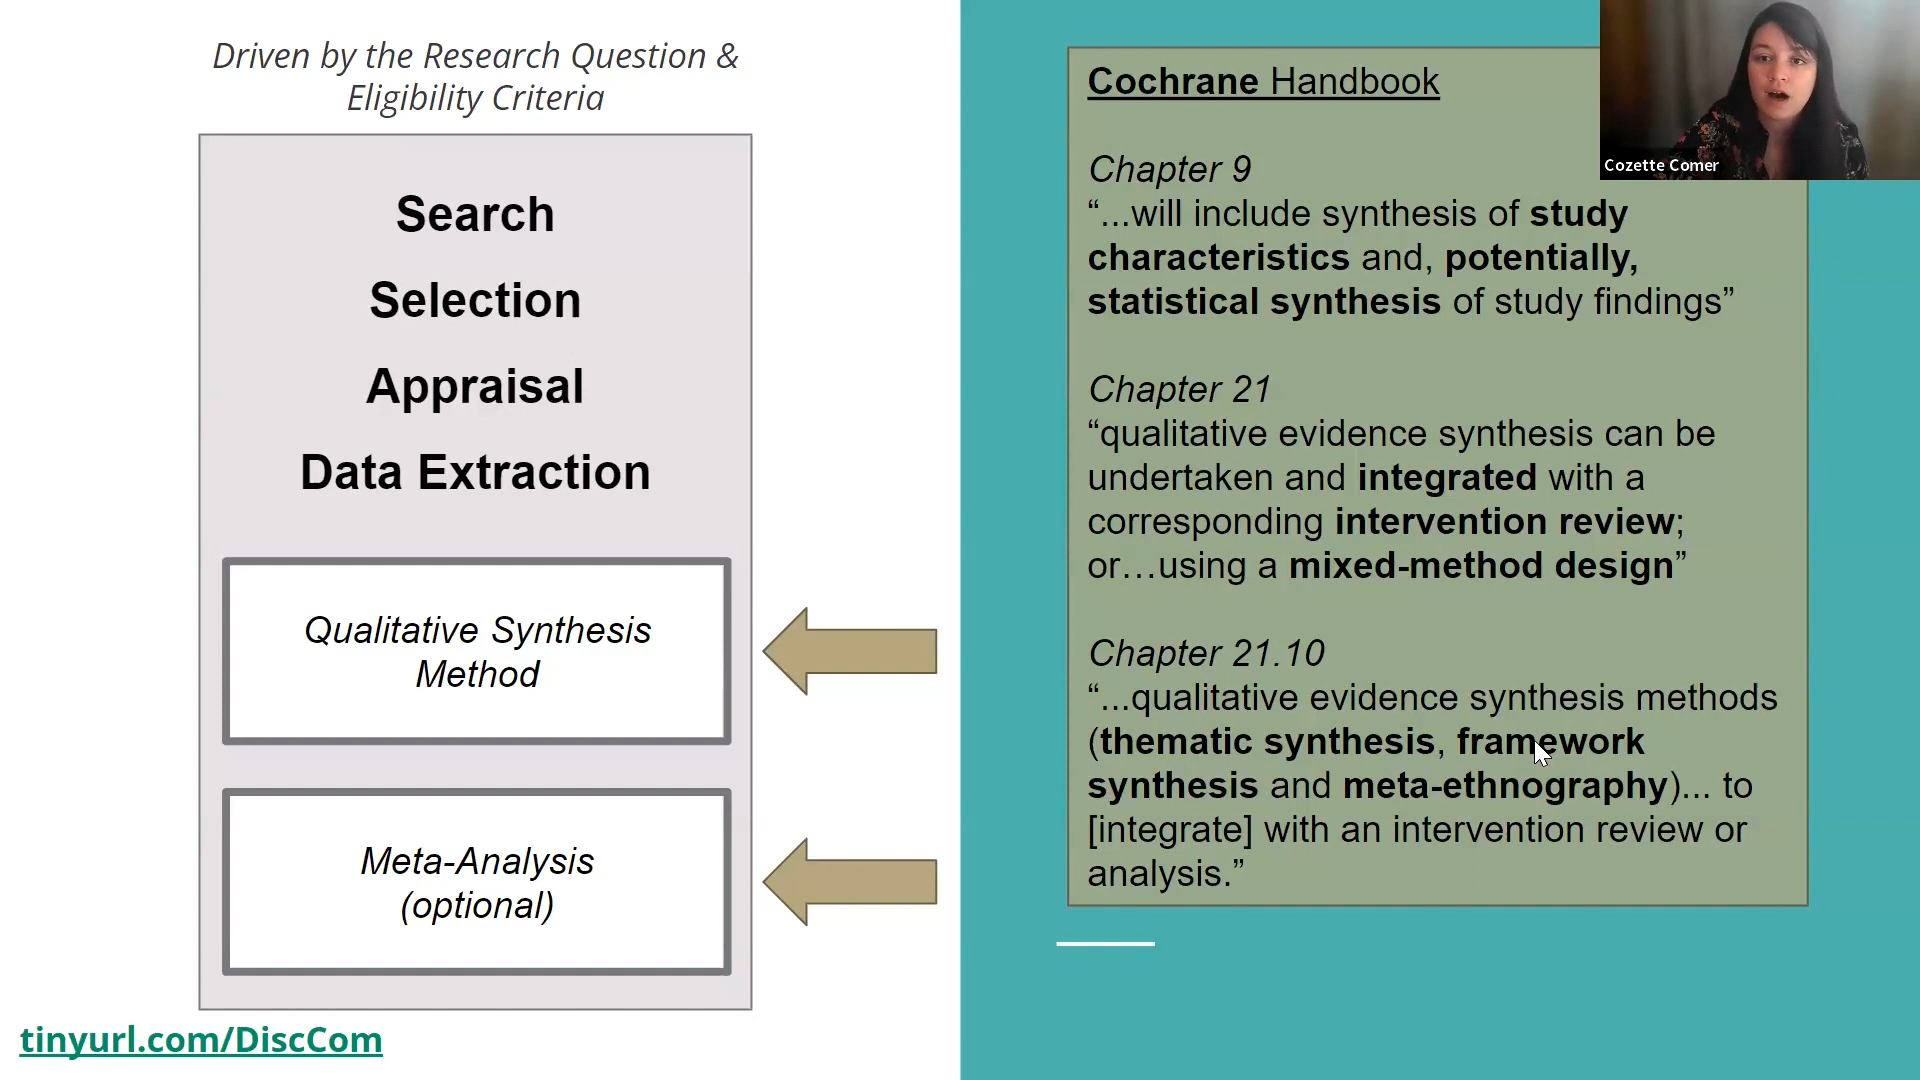 Driven by the Research Question &
Eligibility Criteria
Search
Selection
Appraisal
Data Extraction
Qualitative Synthesis
Method
Meta-Analysis
(optional)
tinyurl.com/DiscCom
Cochrane Handbook
Chapter 9
“...will include synthesis of study
characteristics and, potentially,
statistical synthesis of study findings”
Chapter 21
“qualitative evidence synthesis can be
undertaken and integrated with a
corresponding intervention review;
or…using a mixed-method design”
Chapter 21.10
“...qualitative evidence synthesis methods
(thematic synthesis, framework
synthesis and meta-ethnography)... to
[integrate] with an intervention review or
analysis.”
Cozette Comer